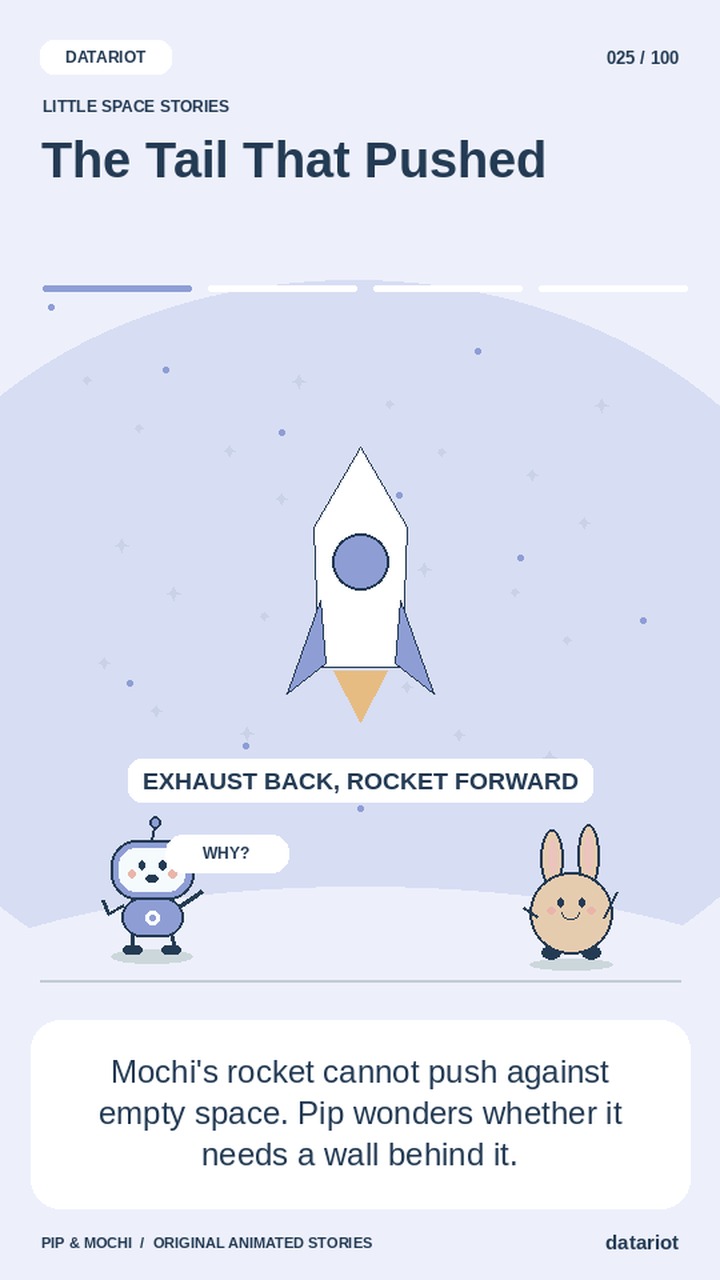 DATARIOT
025 / 100
LITTLE SPACE STORIES
The Tail That Pushed
EXHAUST BACK, ROCKET FORWARD
WHY?
Mochi's rocket cannot push against
empty space. Pip wonders whether it
needs a wall behind it.
PIP & MOCHI / ORIGINAL ANIMATED STORIES
datariot